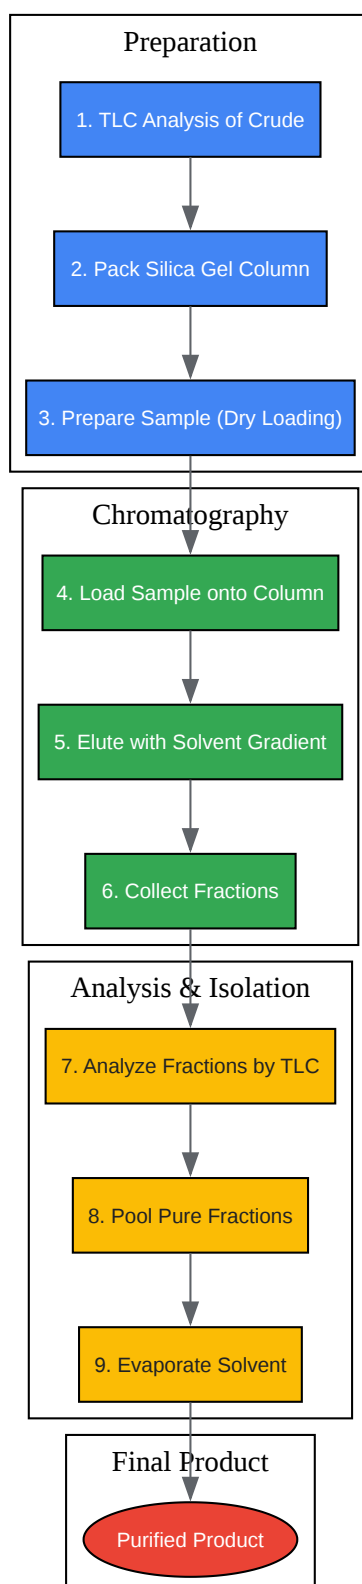 Preparation
1. TLC Analysis of Crude
2. Pack Silica Gel Column
3. Prepare Sample (Dry Loading)
Chromatography
4. Load Sample onto Column
5. Elute with Solvent Gradient
6. Collect Fractions
Analysis & Isolation
7. Analyze Fractions by TLC
8. Pool Pure Fractions
9. Evaporate Solvent
Final Product
Purified Product